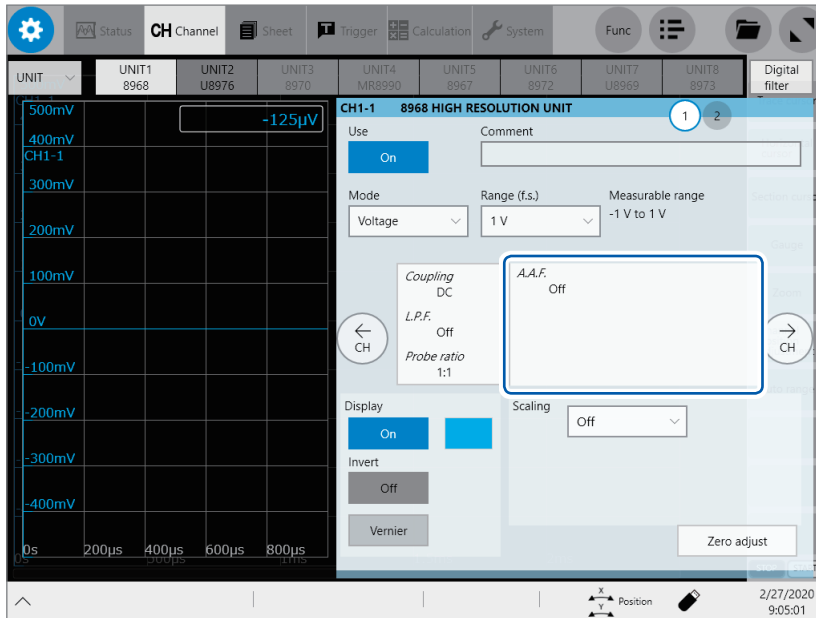 Status
CH Channel
Sheet
Trigger
Calculation
System
Func
UNIT
UNIT1
8968
UNIT2
U8976
UNIT3
8970
UNIT4
MR8990
UNIT5
8967
UNIT6
8972
UNIT7
U8969
UNIT8
8973
Digital
filter
500mV
-125µV
400mV
CH1-1
300mV
200mV
100mV
0V
-100mV
-200mV
-300mV
-400mV
0s
200µs
400µs
600µs
800µs
CH1-1 8968 HIGH RESOLUTION UNIT
1
2
Use
On
Comment
Mode
Voltage
Range (f.s.)
1 V
Measurable range
-1 V to 1 V
Coupling
DC
L.P.F.
Off
Probe ratio
1:1
A.A.F.
Off
←
CH
→
CH
Display
On
Invert
Off
Vernier
Scaling
Off
Zero adjust
X
Y
Position
2/27/2020
9:05:01